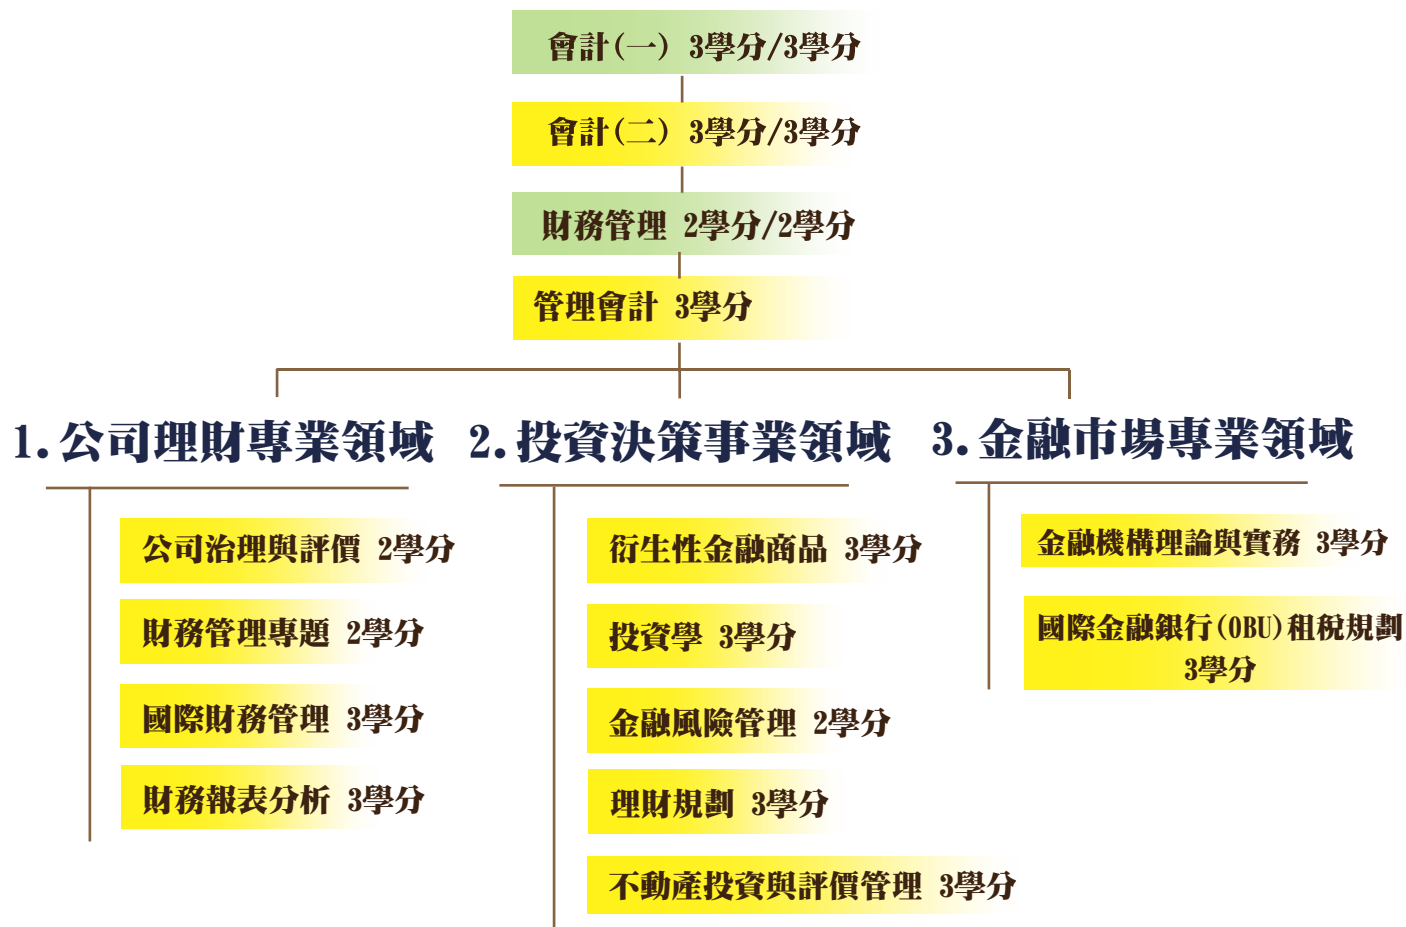 會計(一) 3學分/3學分
會計(二) 3學分/3學分
財務管理 2學分/2學分
管理會計 3學分
1.公司理財專業領域
公司治理與評價 2學分
財務管理專題 2學分
國際財務管理 3學分
財務報表分析 3學分
2.投資決策事業領域
衍生性金融商品 3學分
投資學 3學分
金融風險管理 2學分
理財規劃 3學分
不動產投資與評價管理 3學分
3.金融市場專業領域
金融機構理論與實務 3學分
國際金融銀行(OBU)租稅規劃
3學分